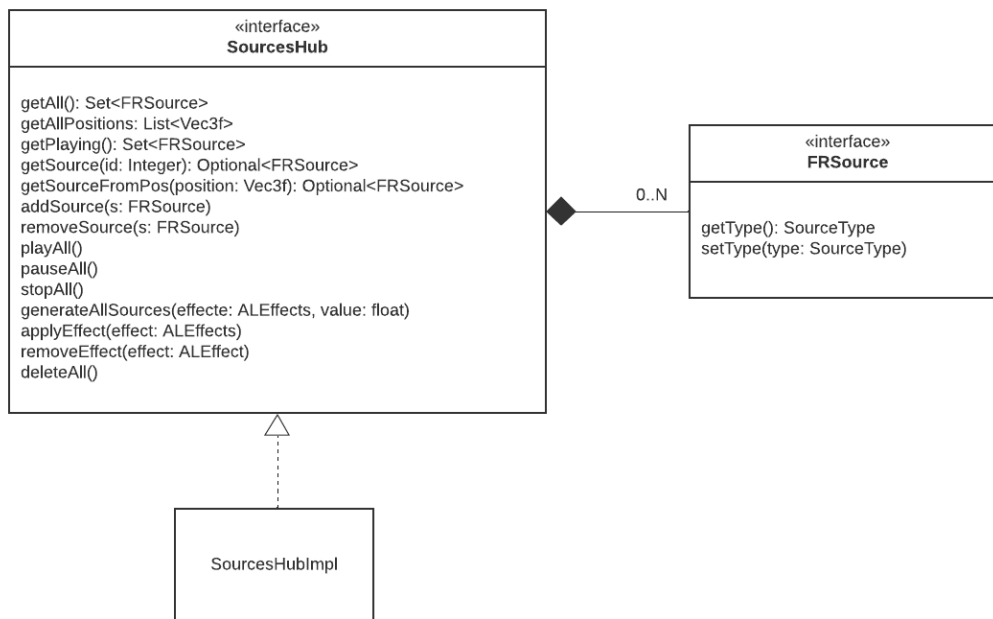 «interface»
SourcesHub
getAll(): Set<FRSource>
getAllPositions: List<Vec3f>
getPlaying(): Set<FRSource>
getSource(id: Integer): Optional<FRSource>
getSourceFromPos(position: Vec3f): Optional<FRSource>
addSource(s: FRSource)
removeSource(s: FRSource)
playAll()
pauseAll()
stopAll()
generateAllSources(effecte: ALEffects, value: float)
applyEffect(effect: ALEffects)
removeEffect(effect: ALEffect)
deleteAll()
0..N
«interface»
FRSource
getType(): SourceType
setType(type: SourceType)
SourcesHubImpl